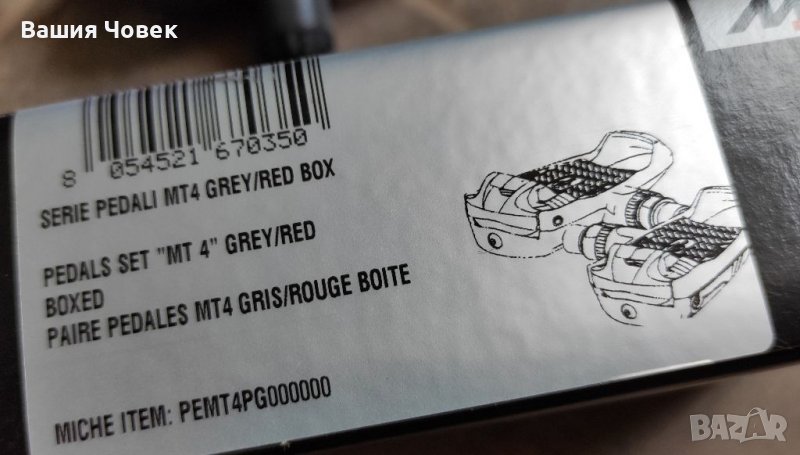 Вашия Човек
8 054521 670350
SERIE PEDALI MT4 GREY/RED BOX
PEDALS SET "MT 4" GREY/RED
BOXED
PAIRE PEDALES MT4 GRIS/ROUGE BOITE
MICHE ITEM: PEMT4PG000000
BAZAR